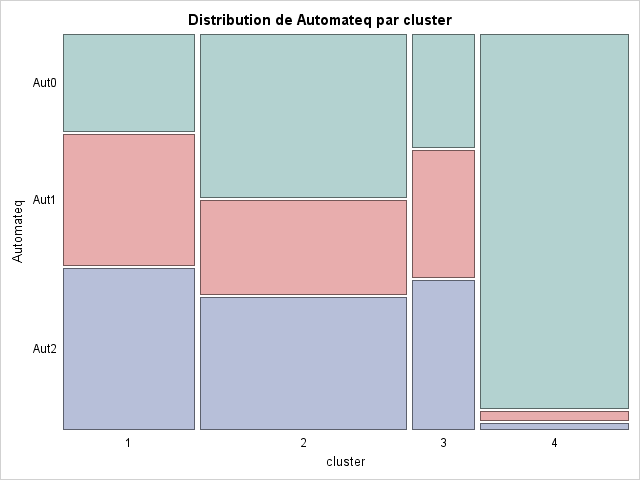 Distribution de Automateq par cluster
Aut0
Aut1
Automateq
Aut2
1 2 3 4
cluster